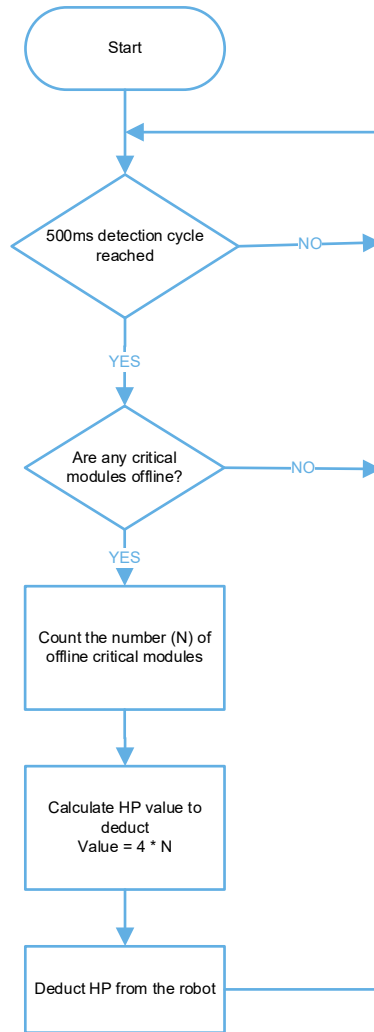 Start
500ms detection cycle
reached
NO
YES
Are any critical
modules offline?
NO
YES
Count the number (N) of
offline critical modules
Calculate HP value to
deduct
Value = 4 * N
Deduct HP from the robot